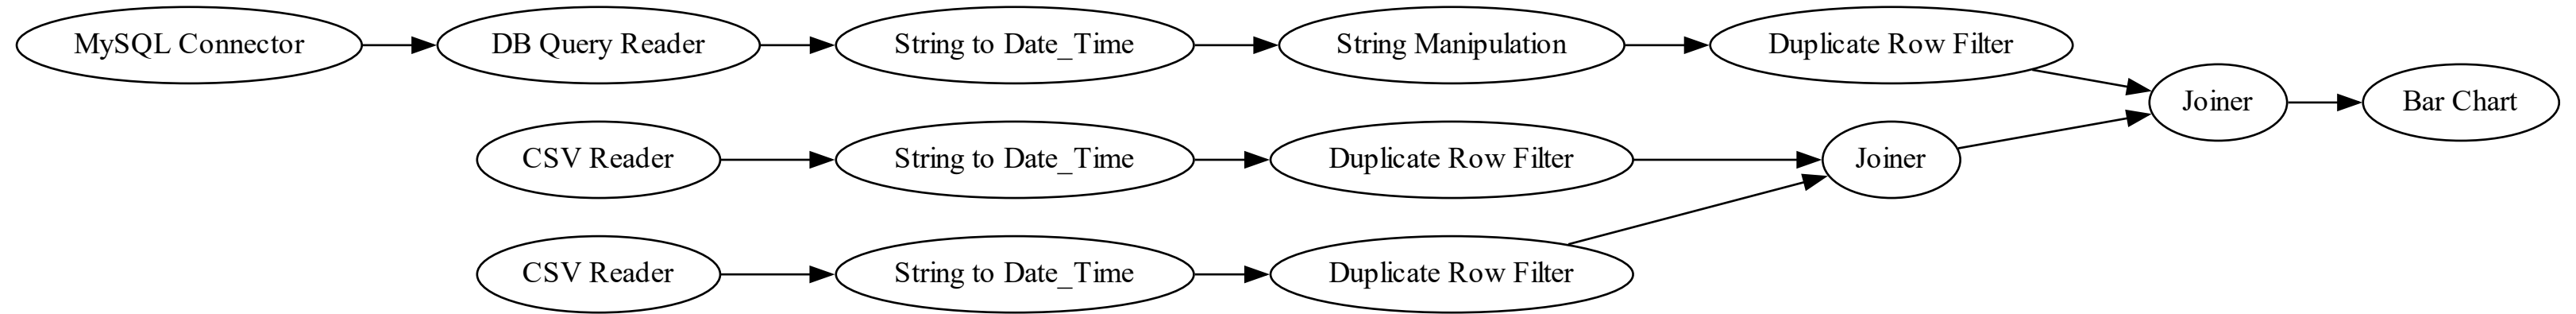 MySQL Connector
DB Query Reader
String to Date_Time
String Manipulation
Duplicate Row Filter
Joiner
Bar Chart
CSV Reader
String to Date_Time
Duplicate Row Filter
Joiner
CSV Reader
String to Date_Time
Duplicate Row Filter